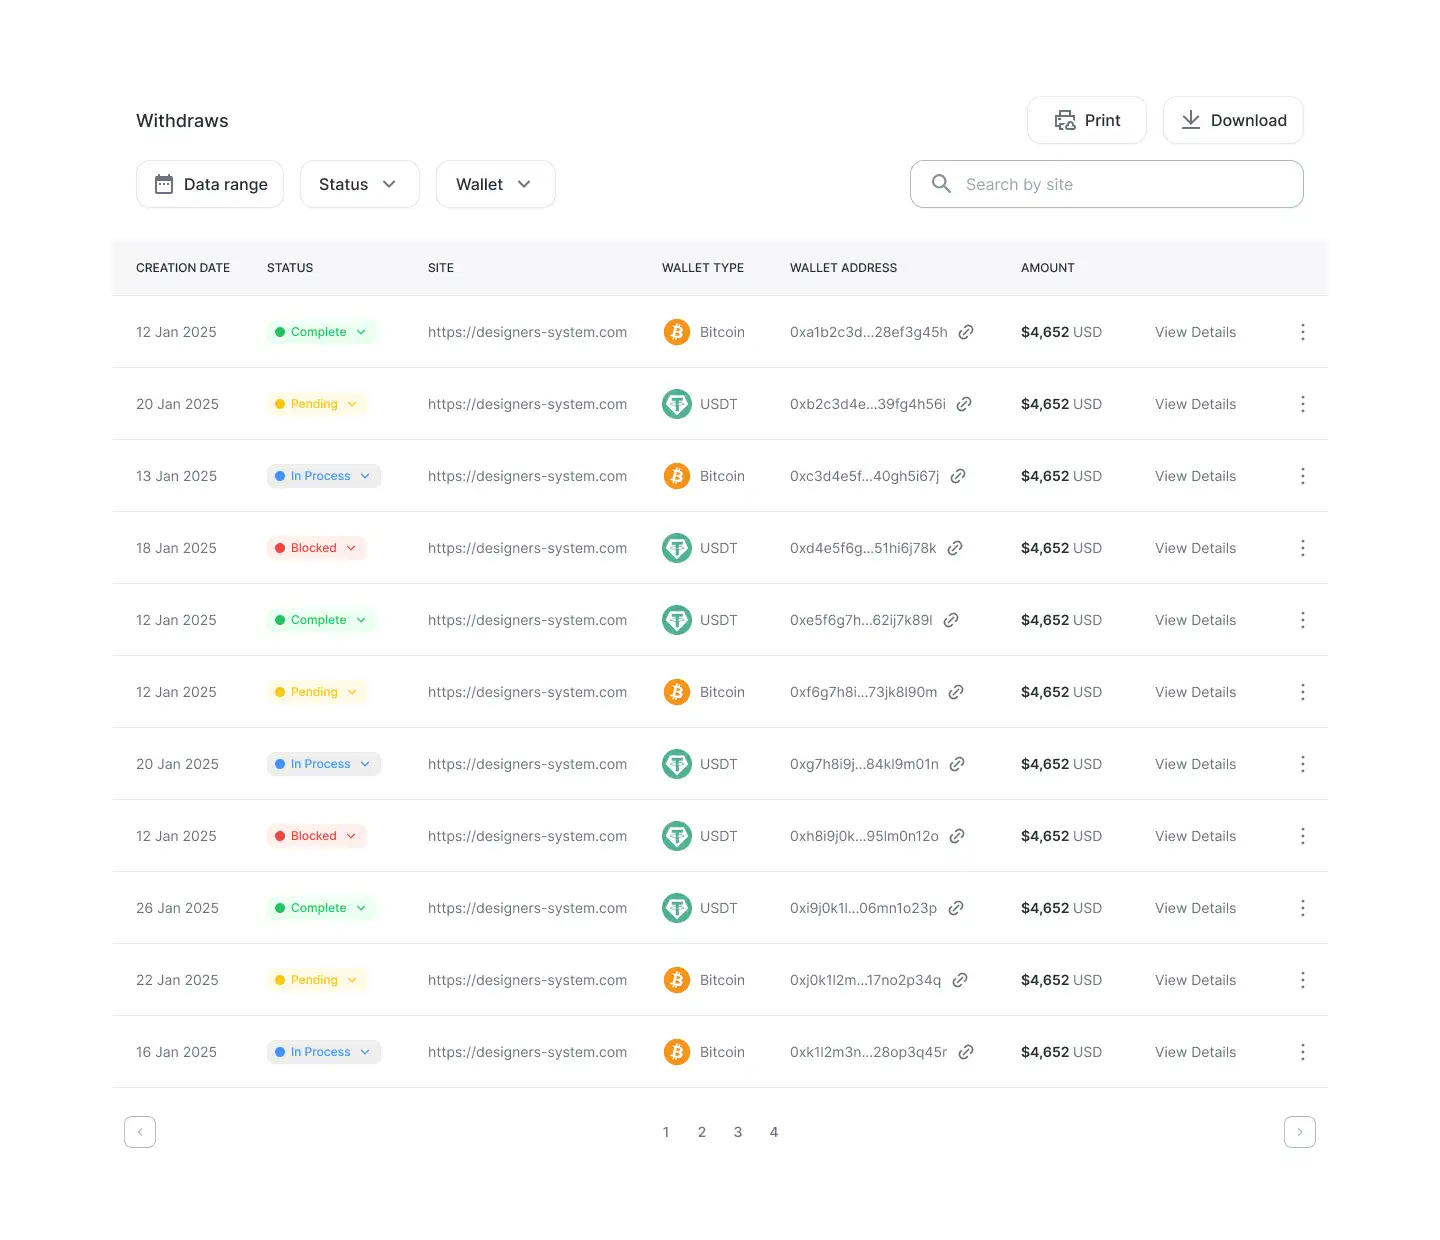 Withdraws
Print
Download
Data range
Status
Wallet
Search by site
CREATION DATE STATUS SITE WALLET TYPE WALLET ADDRESS AMOUNT
12 Jan 2025 Complete https://designers-system.com Bitcoin 0xa1b2c3d...28ef3g45h $4,652 USD View Details
20 Jan 2025 Pending https://designers-system.com USDT 0xb2c3d4e...39fg4h56i $4,652 USD View Details
13 Jan 2025 In Process https://designers-system.com Bitcoin 0xc3d4e5f...40gh5i67j $4,652 USD View Details
18 Jan 2025 Blocked https://designers-system.com USDT 0xd4e5f6g...51hi6j78k $4,652 USD View Details
12 Jan 2025 Complete https://designers-system.com USDT 0xe5f6g7h...62ij7k89l $4,652 USD View Details
12 Jan 2025 Pending https://designers-system.com Bitcoin 0xf6g7h8i...73jk8l90m $4,652 USD View Details
20 Jan 2025 In Process https://designers-system.com USDT 0xg7h8i9j...84kl9m01n $4,652 USD View Details
12 Jan 2025 Blocked https://designers-system.com USDT 0xh8i9j0k...95lm0n12o $4,652 USD View Details
26 Jan 2025 Complete https://designers-system.com USDT 0xi9j0k1l...06mn1o23p $4,652 USD View Details
22 Jan 2025 Pending https://designers-system.com Bitcoin 0xj0k1l2m...17no2p34q $4,652 USD View Details
16 Jan 2025 In Process https://designers-system.com Bitcoin 0xk1l2m3n...28op3q45r $4,652 USD View Details
1 2 3 4